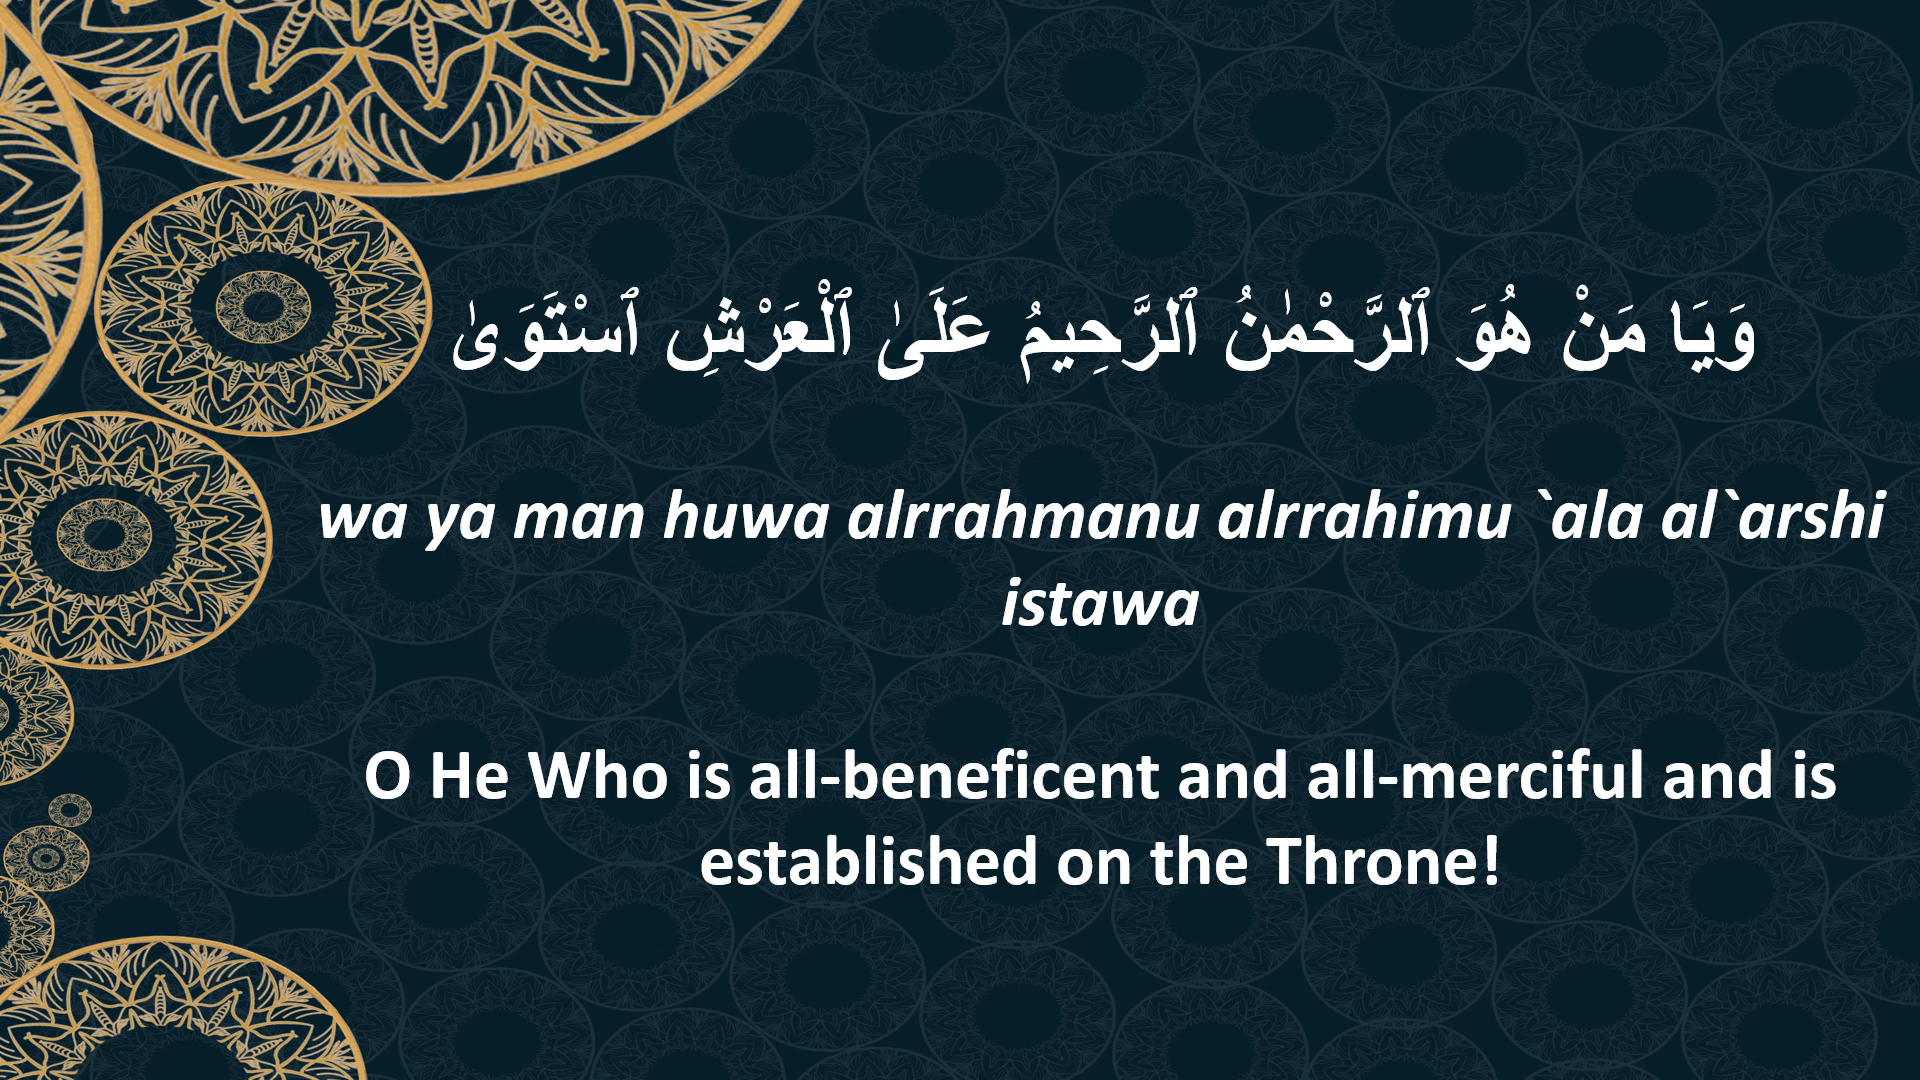 وَيَا مَنْ هُوَ ٱلرَّحْمٰنُ ٱلرَّحِيمُ عَلَىٰ ٱلْعَرْشِ ٱسْتَوَىٰ
wa ya man huwa alrrahmanu alrrahimu `ala al`arshi
istawa
O He Who is all-beneficent and all-merciful and is
established on the Throne!